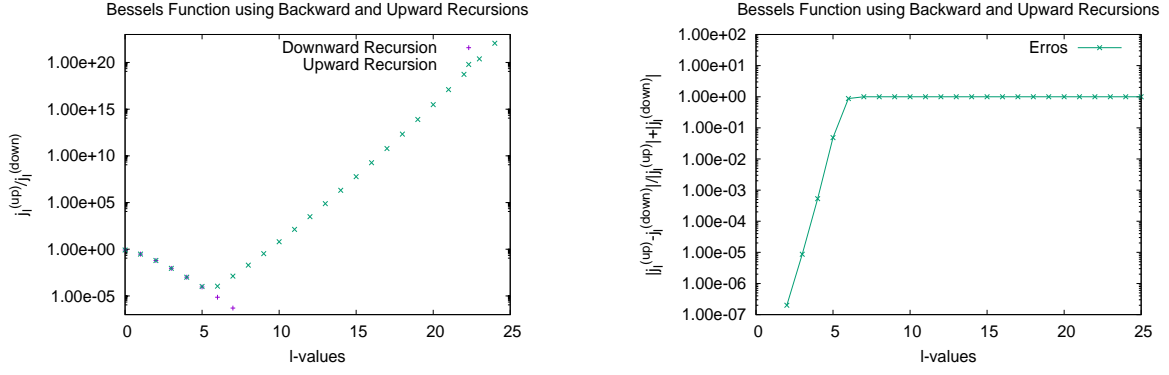 Bessels Function using Backward and Upward Recursions
Downward Recursion
Upward Recursion
1.00e+20
1.00e+15
1.00e+10
1.00e+05
1.00e+00
1.00e-05
j_l^(up)/j_l^(down)
0 5 10 15 20 25
l-values
Bessels Function using Backward and Upward Recursions
Erros
1.00e+02
1.00e+01
1.00e+00
1.00e-01
1.00e-02
1.00e-03
1.00e-04
1.00e-05
1.00e-06
1.00e-07
|j_l^(up)-j_l^(down)|/|j_l^(up)|+|j_l^(down)|
0 5 10 15 20 25
l-values